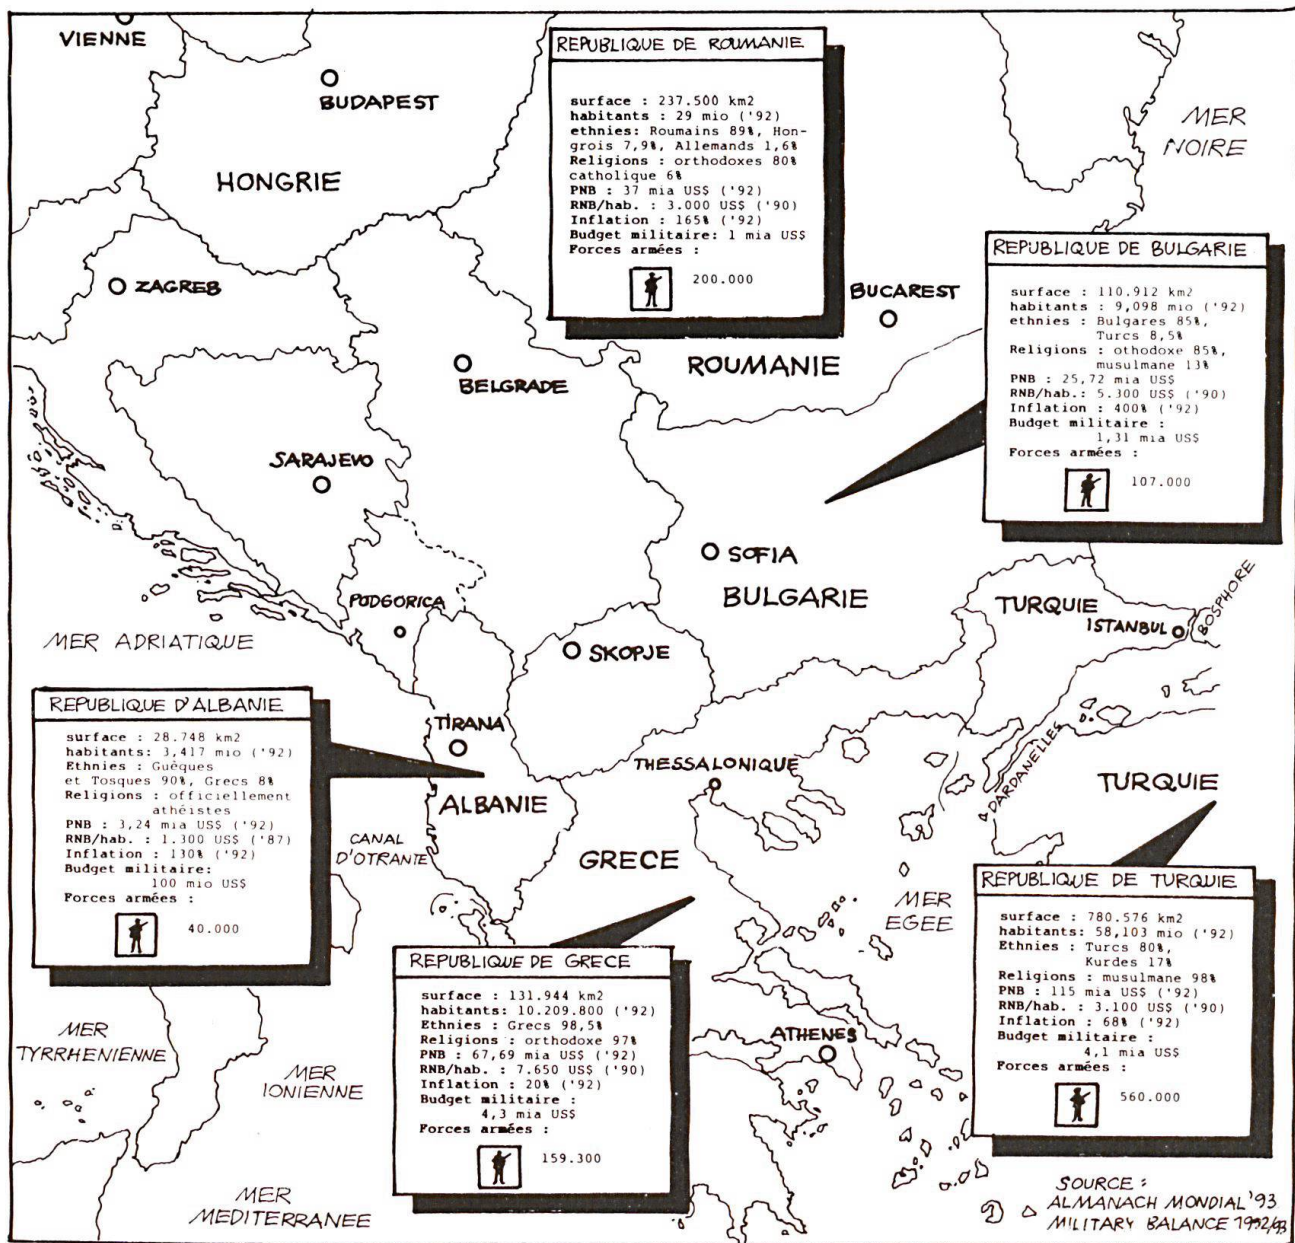 VIENNE
BUDAPEST
HONGRIE
REPUBLIQUE DE ROUMANIE
surface : 237.500 km2
habitants : 29 mio ('92)
ethnies: Roumains 89%, Hon-
grois 7,9%, Allemands 1,6%
Religions : orthodoxes 80%
catholique 6%
PNB : 37 mia US$ ('92)
RNB/hab. : 3.000 US$ ('90)
Inflation : 165% ('92)
Budget militaire: 1 mia US$
Forces armées :
200.000
MER
NOIRE
REPUBLIQUE DE BULGARIE
surface : 110.912 km2
habitants : 9,098 mio ('92)
ethnies : Bulgares 85%,
Turcs 8,5%
Religions : othodoxe 85%,
musulmane 13%
PNB : 25,72 mia US$
RNB/hab.: 5.300 US$ ('90)
Inflation : 400% ('92)
Budget militaire :
1,31 mia US$
Forces armées :
107.000
ZAGREB
BUCAREST
BELGRADE
ROUMANIE
SARAJEVO
SOFIA
BULGARIE
PODGORICA
TURQUIE
ISTANBUL
BOSPHORE
MER ADRIATIQUE
SKOPJE
REPUBLIQUE D'ALBANIE
surface : 28.748 km2
habitants: 3,417 mio ('92)
Ethnies : Guêques
et Tosques 90%, Grecs 8%
Religions : officiellement
athéistes
PNB : 3,24 mia US$ ('92)
RNB/hab. : 1.300 US$ ('87)
Inflation : 130% ('92)
Budget militaire:
100 mio US$
Forces armées :
40.000
TIRANA
THESSALONIQUE
DARDANELLES
TURQUIE
ALBANIE
CANAL
D'OTRANTE
GRECE
MER
EGEE
REPUBLIQUE DE TURQUIE
surface : 780.576 km2
habitants: 58,103 mio ('92)
Ethnies : Turcs 80%,
Kurdes 17%
Religions : musulmane 98%
PNB : 115 mia US$ ('92)
RNB/hab. : 3.100 US$ ('90)
Inflation : 68% ('92)
Budget militaire :
4,1 mia US$
Forces armées :
560.000
REPUBLIQUE DE GRECE
surface : 131.944 km2
habitants: 10.209.800 ('92)
Ethnies : Grecs 98,5%
Religions : orthodoxe 97%
PNB : 67,69 mia US$ ('92)
RNB/hab. : 7.650 US$ ('90)
Inflation : 20% ('92)
Budget militaire :
4,3 mia US$
Forces armées :
159.300
ATHENES
MER
TYRRHENIENNE
MER
IONIENNE
MER
MEDITERRANEE
SOURCE :
ALMANACH MONDIAL '93
MILITARY BALANCE 1992/93